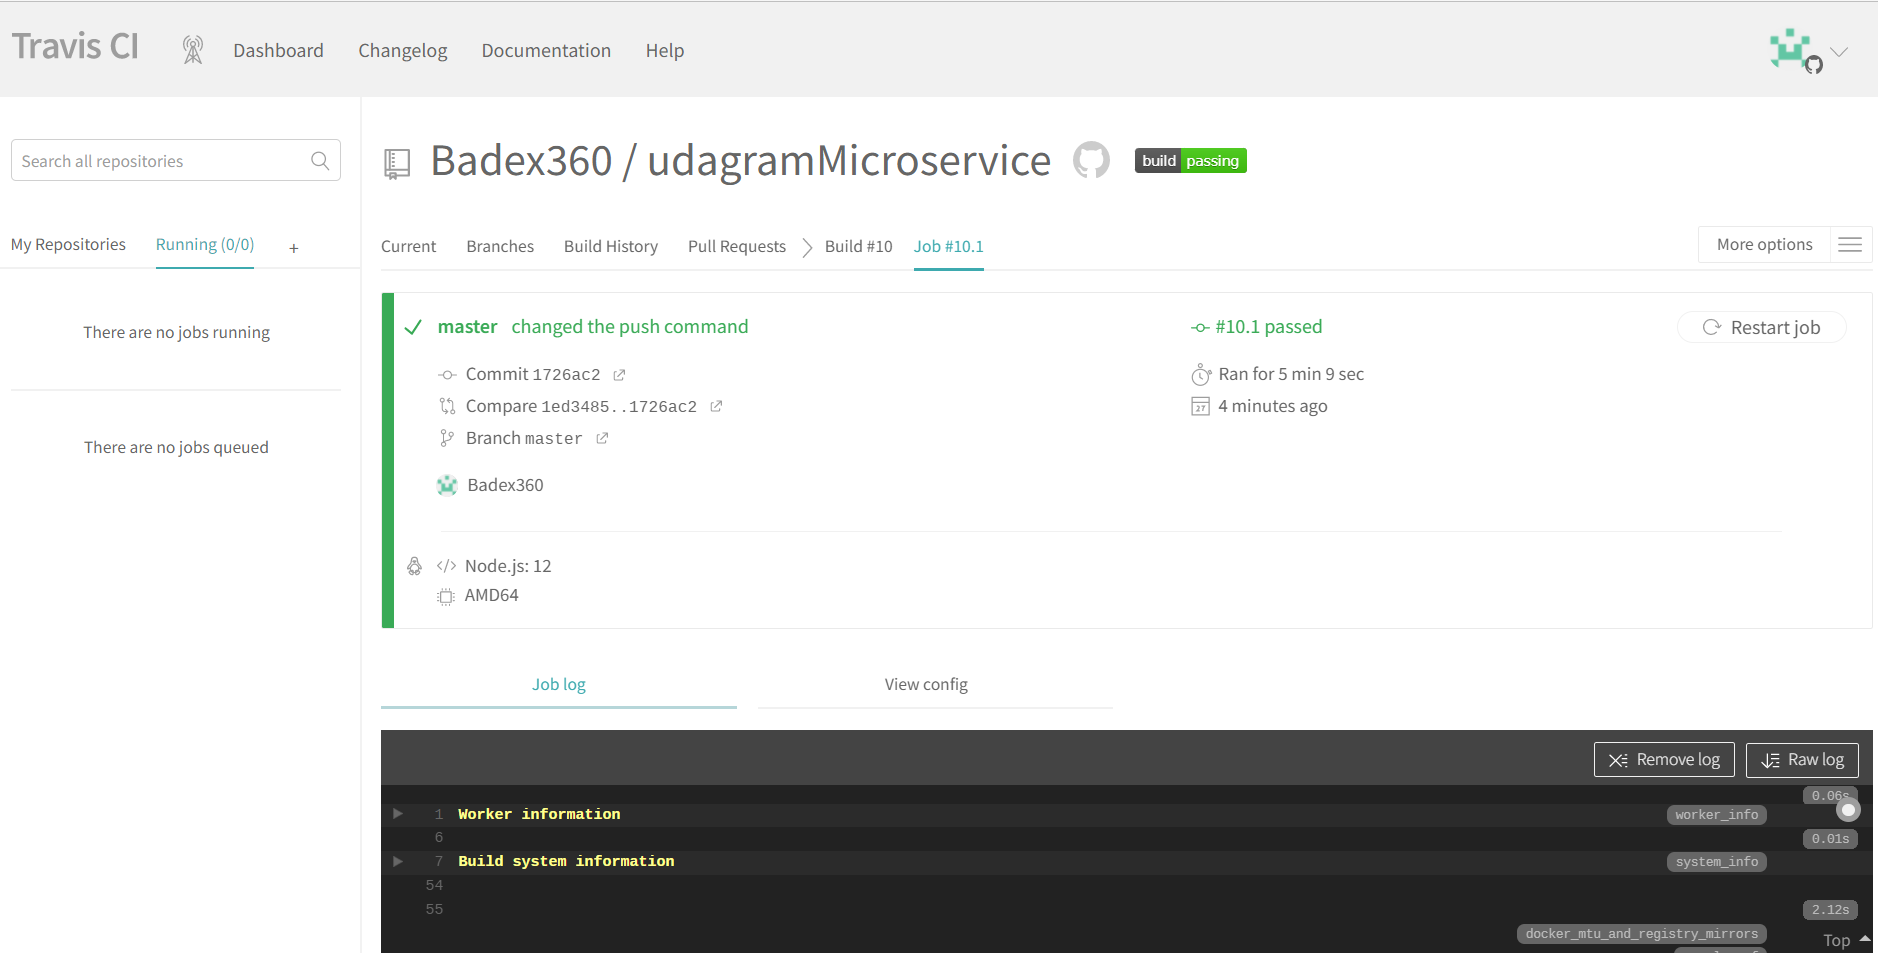 Travis CI
Dashboard
Changelog
Documentation
Help
Search all repositories
My Repositories
Running (0/0)
+
There are no jobs running
There are no jobs queued
Badex360 / udagramMicroservice
build passing
Current
Branches
Build History
Pull Requests
Build #10
Job #10.1
More options
master changed the push command
Commit 1726ac2
Compare 1ed3485..1726ac2
Branch master
Badex360
#10.1 passed
Ran for 5 min 9 sec
27
4 minutes ago
Restart job
</> Node.js: 12
AMD64
Job log
View config
Remove log
Raw log
0.06s
1 Worker information worker_info
6 0.01s
7 Build system information system_info
54
55 2.12s
docker_mtu_and_registry_mirrors
Top